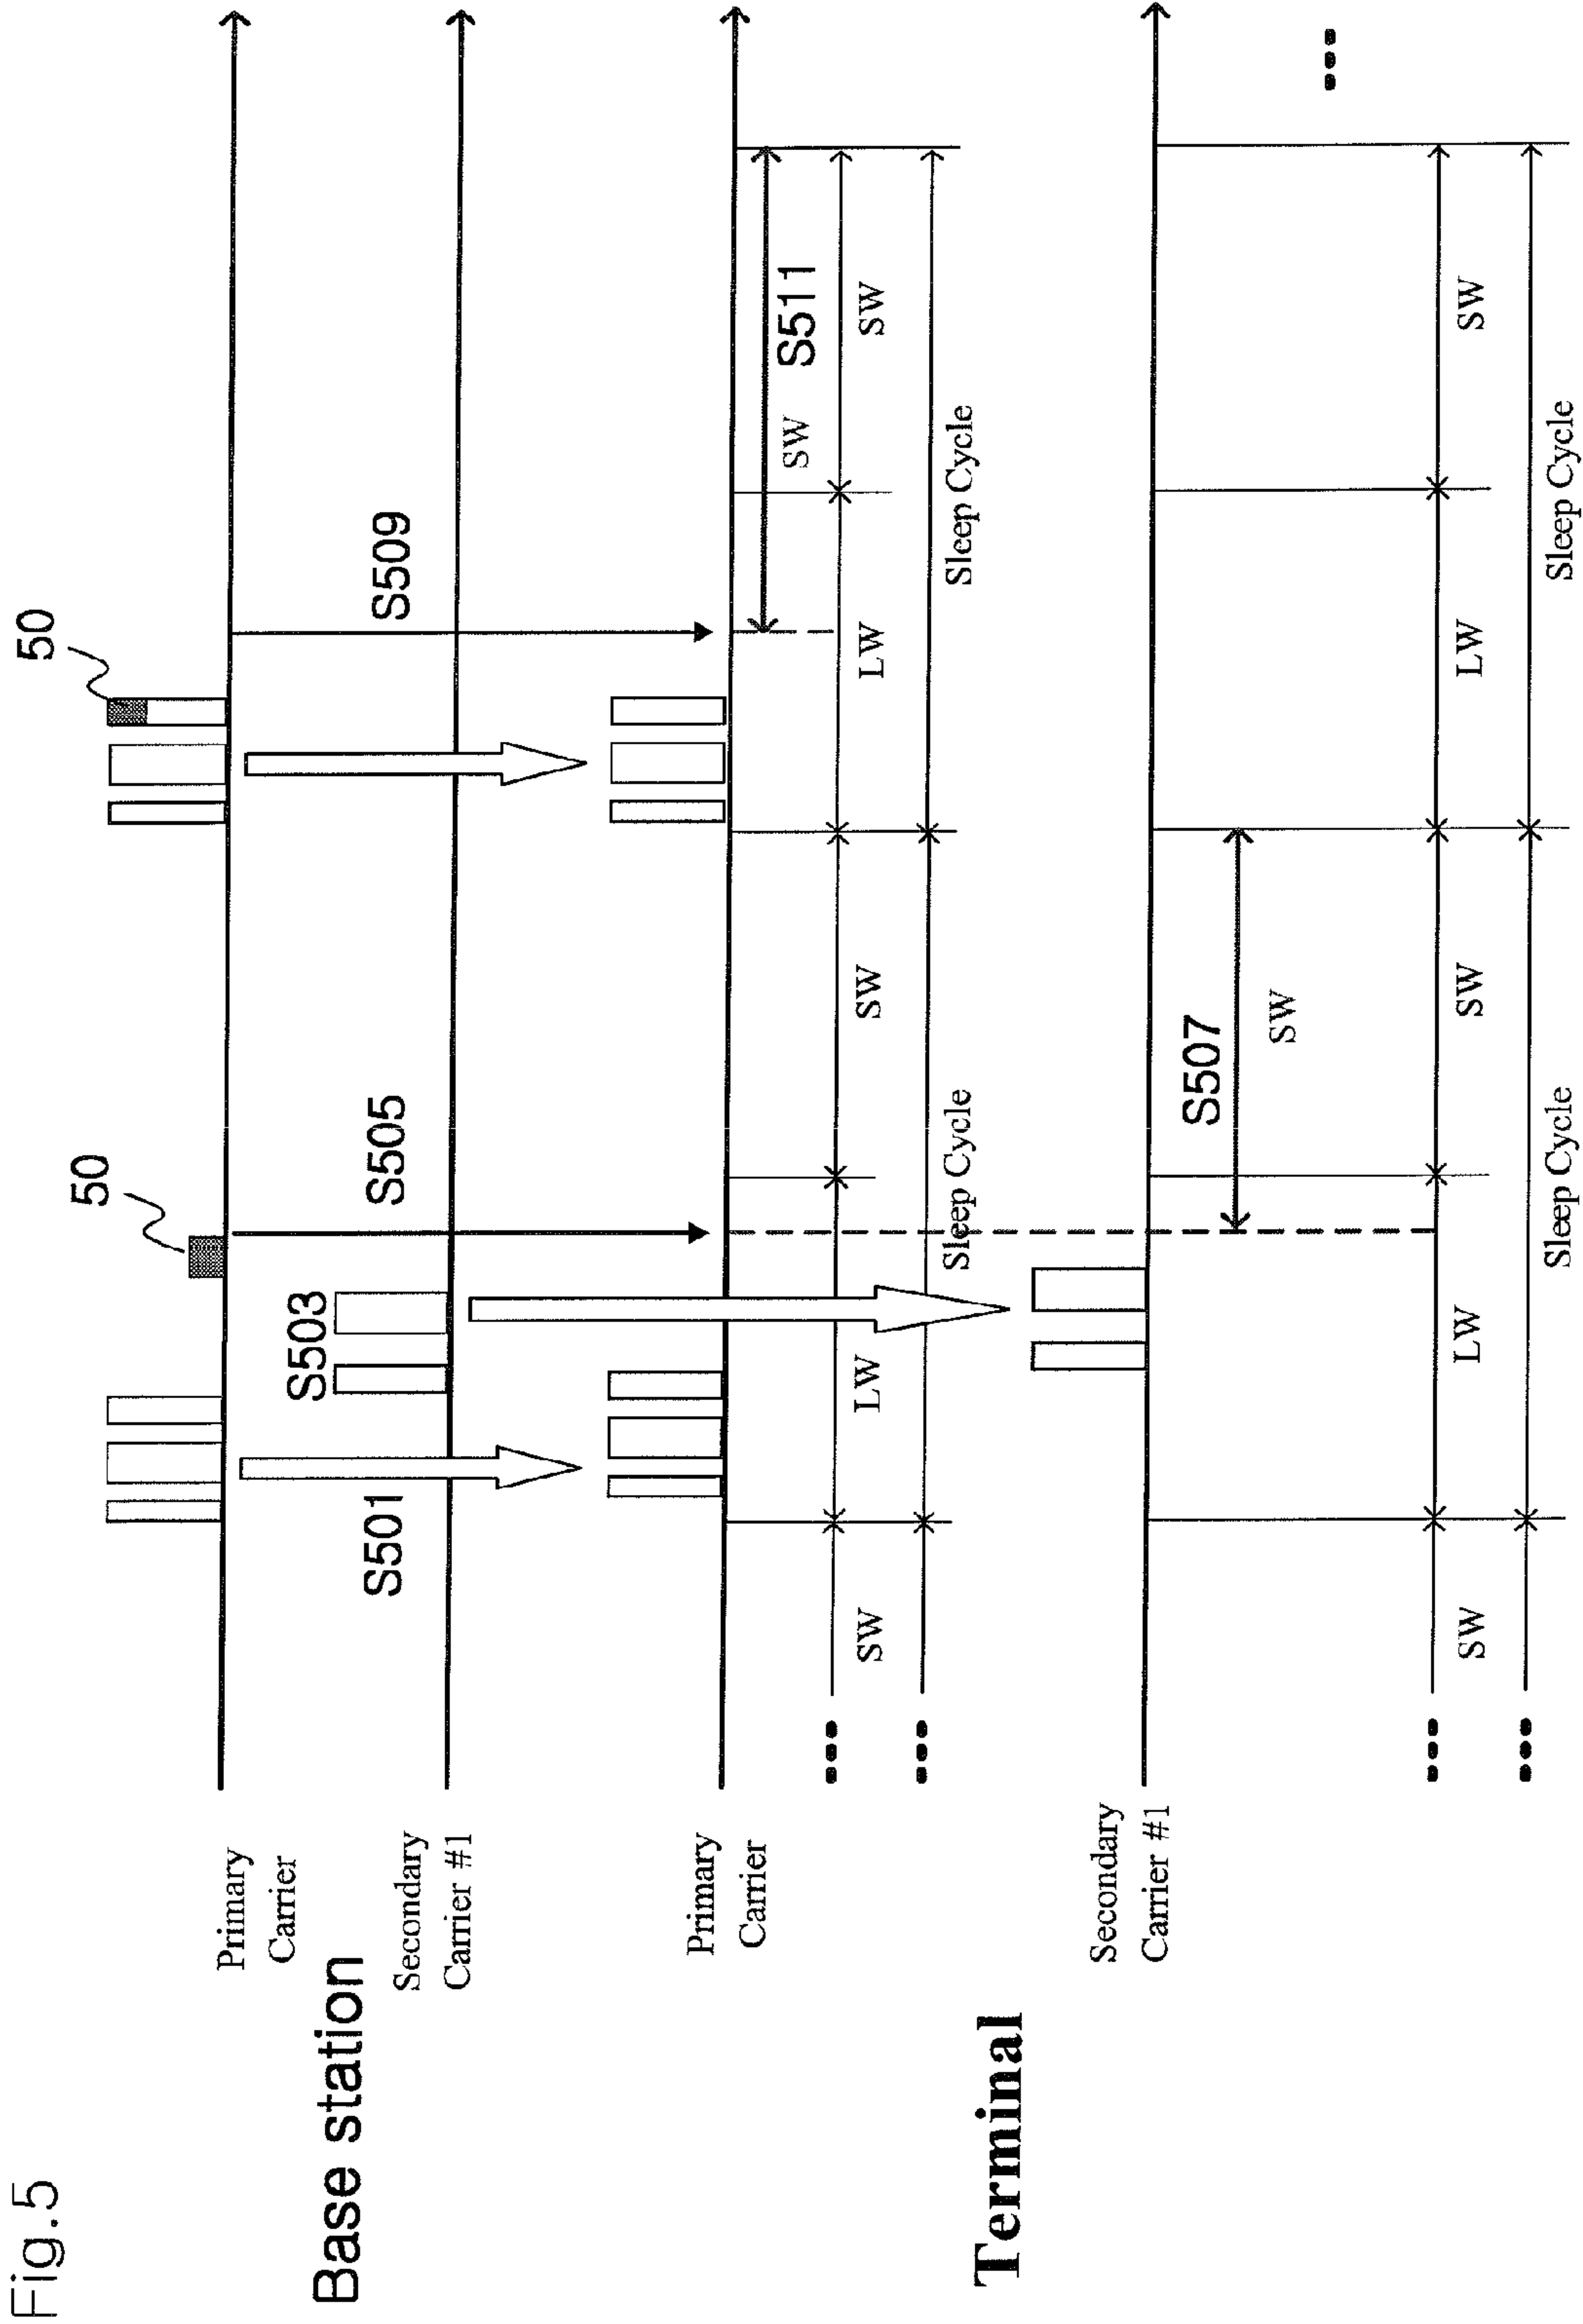 Fig.5
50
50
Base station
Primary
Carrier
Secondary
Carrier #1
S501
S503
S505
S509
Terminal
Primary
Carrier
SW
S511
SW
LW
SW
LW
SW
Sleep Cycle
Sleep Cycle
Secondary
Carrier #1
S507
SW
SW
LW
SW
LW
SW
Sleep Cycle
Sleep Cycle